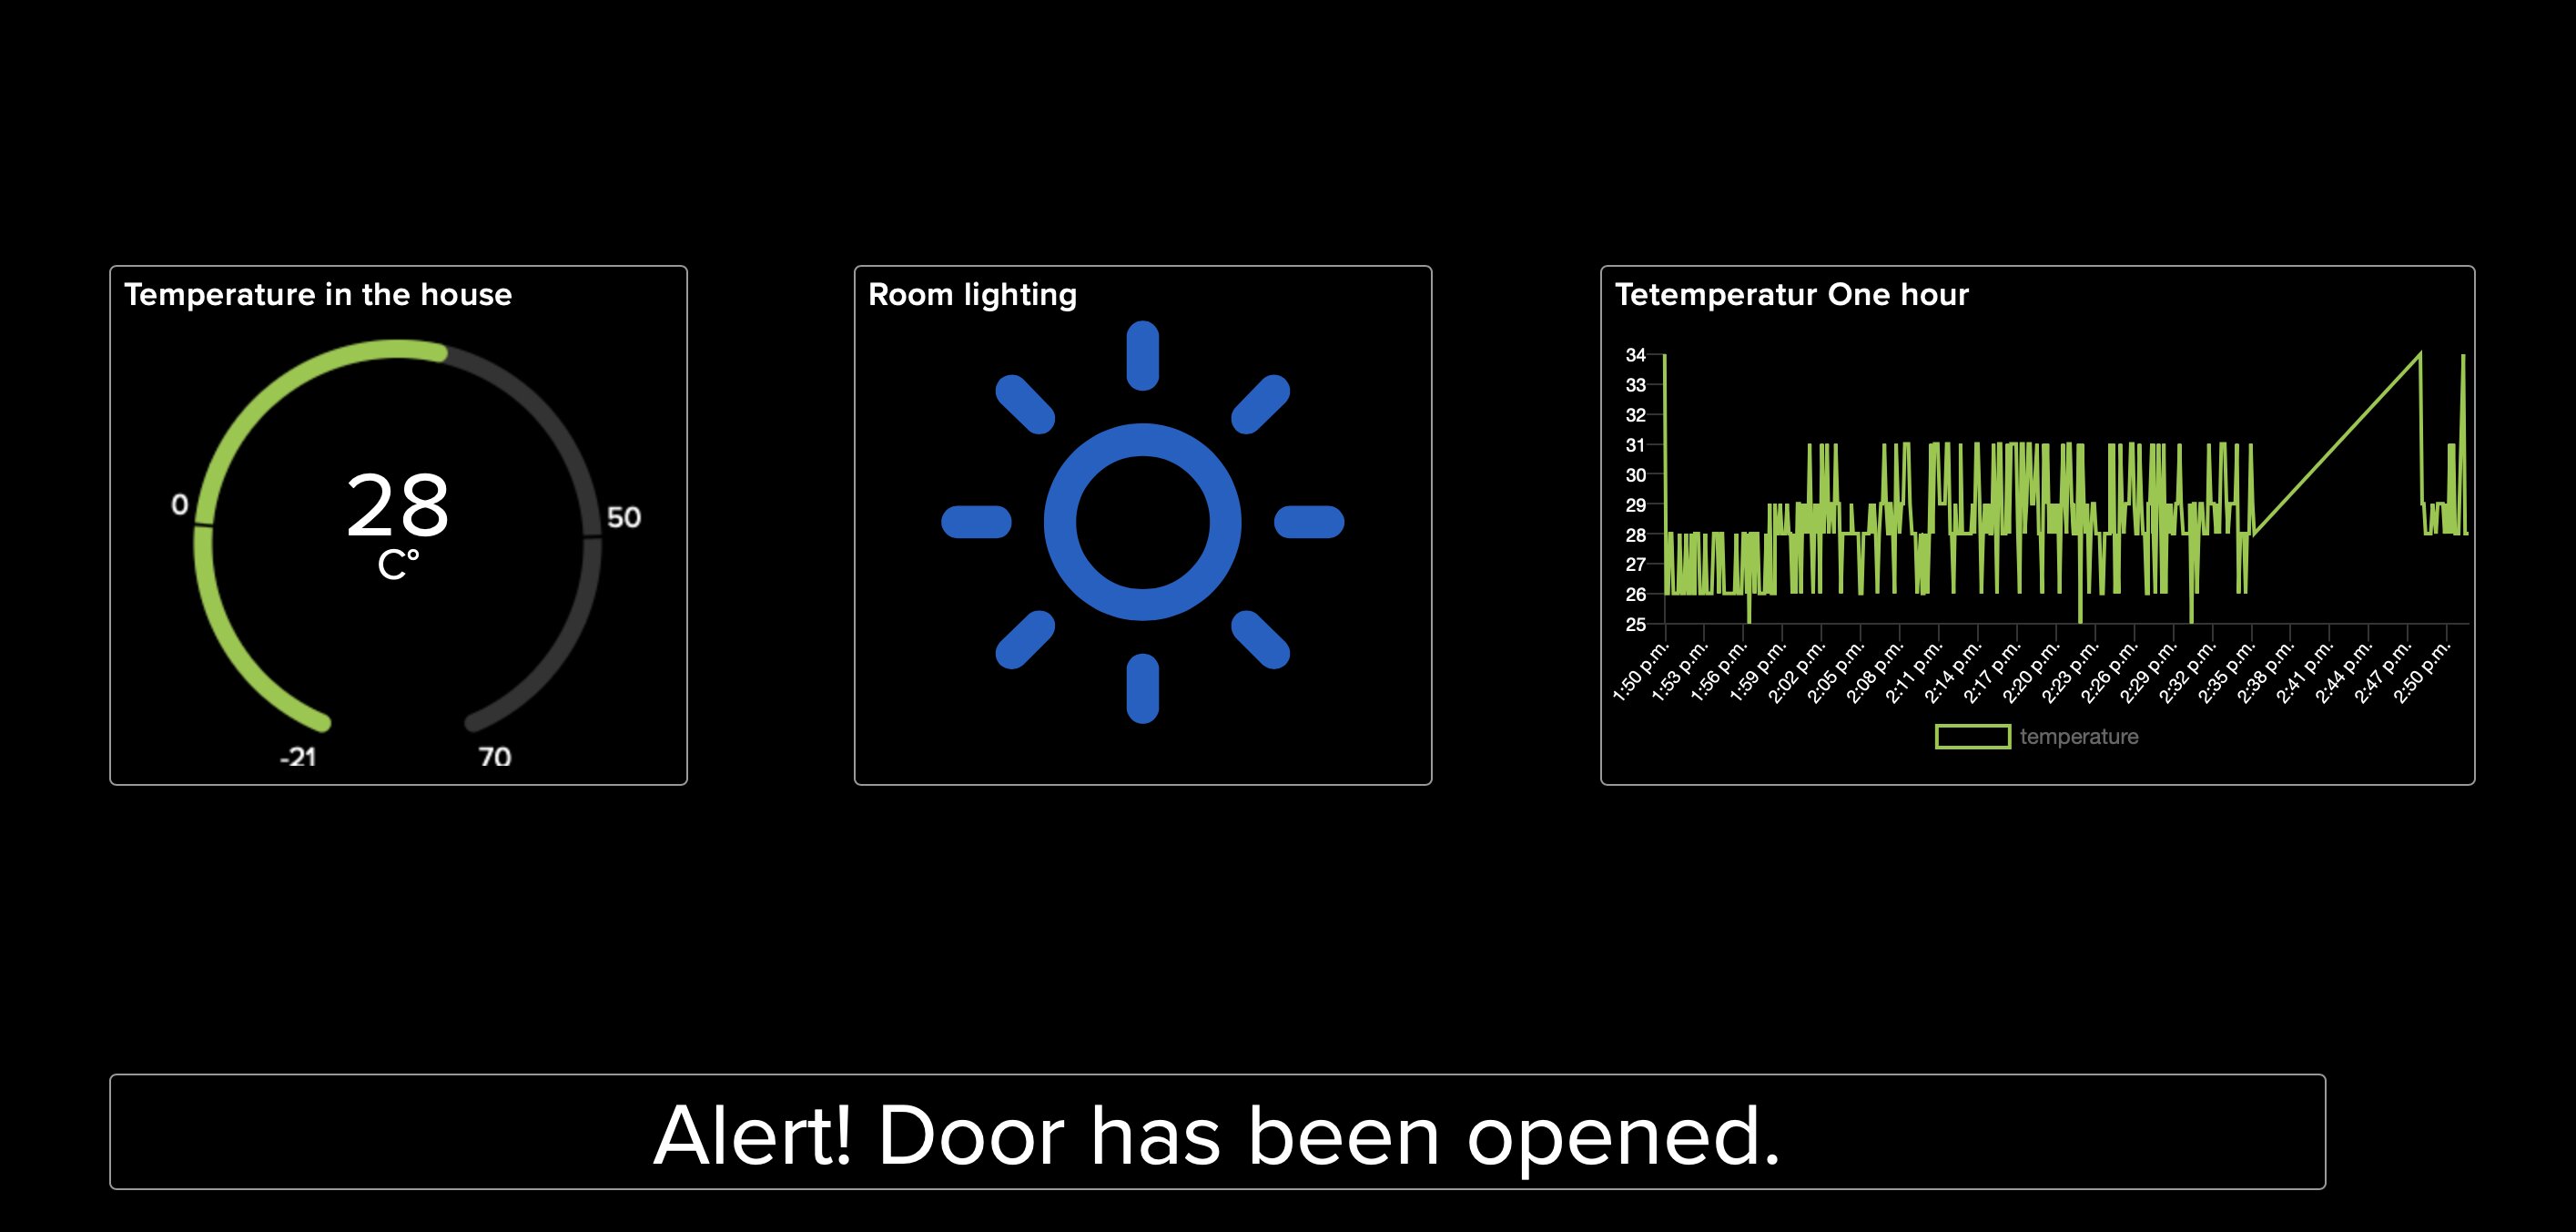 Temperature in the house
0
28
C°
50
-21
70
Room lighting
Tetemperatur One hour
34
33
32
31
30
29
28
27
26
25
1:50 p.m.
1:53 p.m.
1:56 p.m.
1:59 p.m.
2:02 p.m.
2:05 p.m.
2:08 p.m.
2:11 p.m.
2:14 p.m.
2:17 p.m.
2:20 p.m.
2:23 p.m.
2:26 p.m.
2:29 p.m.
2:32 p.m.
2:35 p.m.
2:38 p.m.
2:41 p.m.
2:44 p.m.
2:47 p.m.
2:50 p.m.
temperature
Alert! Door has been opened.